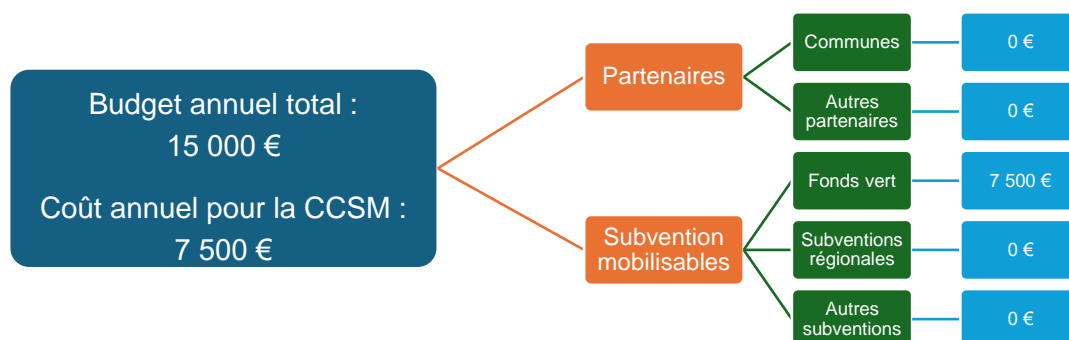 Budget annuel total :
15 000 €
Coût annuel pour la CCSM :
7 500 €
Partenaires
Communes
0 €
Autres
partenaires
0 €
Subvention
mobilisables
Fonds vert
7 500 €
Subventions
régionales
0 €
Autres
subventions
0 €